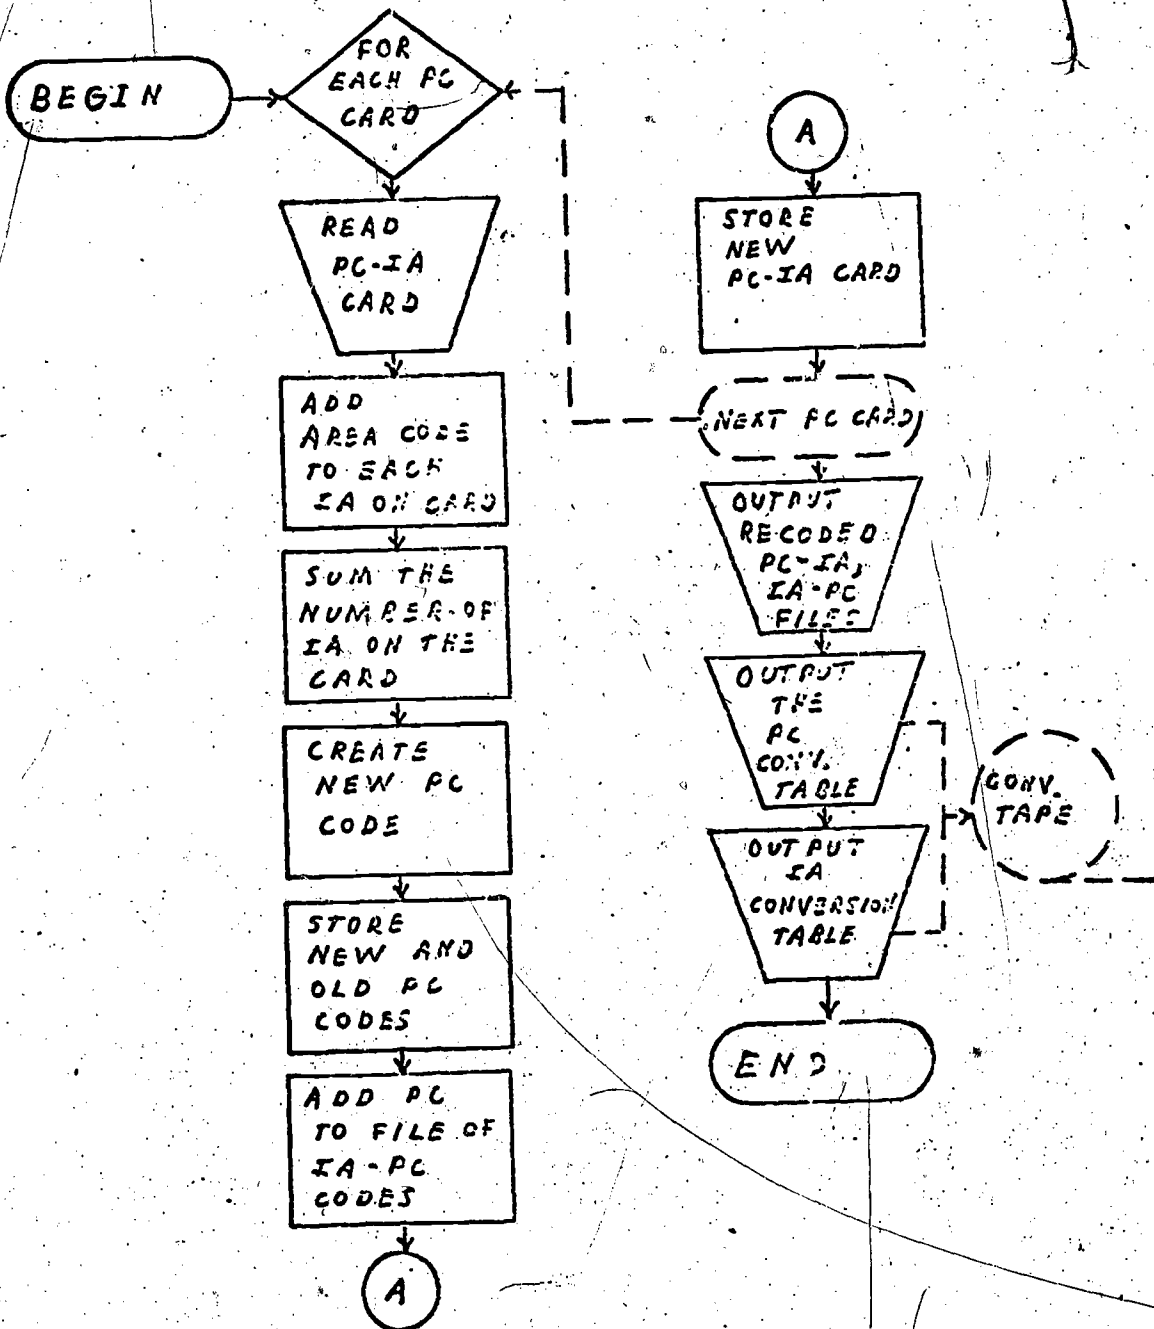 BEGIN
FOR
EACH PC
CARD
READ
PC-IA
CARD
ADD
AREA CODE
TO EACH
IA ON CARD
SUM THE
NUMBER OF
IA ON THE
CARD
CREATE
NEW PC
CODE
STORE
NEW AND
OLD PC
CODES
ADD PC
TO FILE OF
IA-PC
CODES
A
A
STORE
NEW
PC-IA CARD
NEXT PC CARD
OUTPUT
RECODED
PC-IA,
IA-PC
FILES
OUTPUT
THE
PC
CONV.
TABLE
OUTPUT
IA
CONVERSION
TABLE
CONV.
TAPE
END